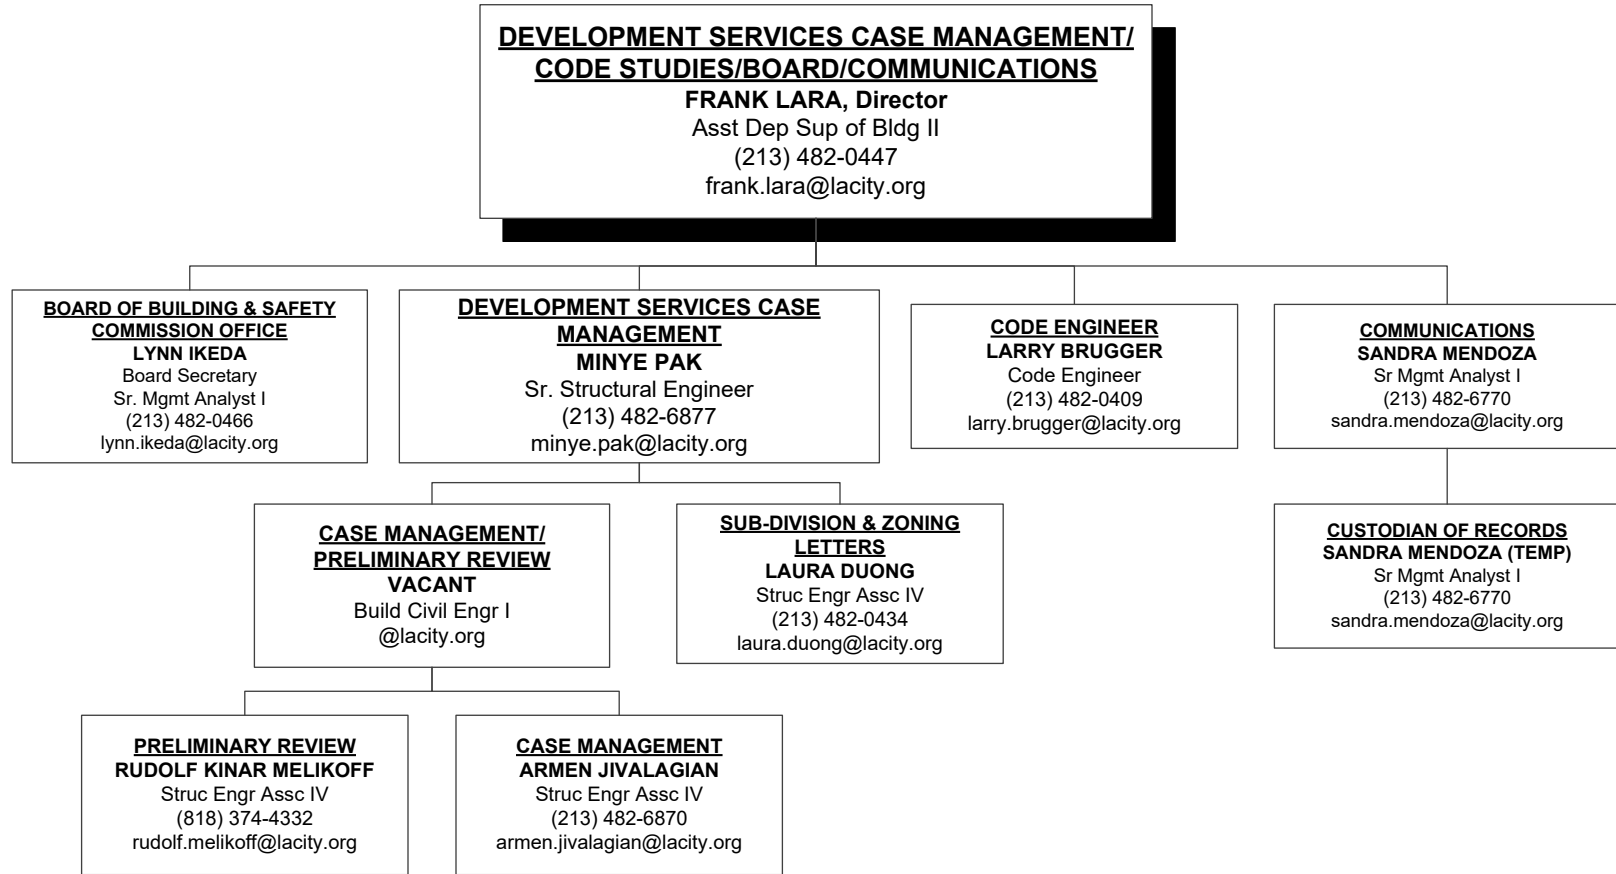 DEVELOPMENT SERVICES CASE MANAGEMENT/
CODE STUDIES/BOARD/COMMUNICATIONS
FRANK LARA, Director
Asst Dep Sup of Bldg II
(213) 482-0447
frank.lara@lacity.org
BOARD OF BUILDING & SAFETY
COMMISSION OFFICE
LYNN IKEDA
Board Secretary
Sr. Mgmt Analyst I
(213) 482-0466
lynn.ikeda@lacity.org
DEVELOPMENT SERVICES CASE
MANAGEMENT
MINYE PAK
Sr. Structural Engineer
(213) 482-6877
minye.pak@lacity.org
CODE ENGINEER
LARRY BRUGGER
Code Engineer
(213) 482-0409
larry.brugger@lacity.org
COMMUNICATIONS
SANDRA MENDOZA
Sr Mgmt Analyst I
(213) 482-6770
sandra.mendoza@lacity.org
CASE MANAGEMENT/
PRELIMINARY REVIEW
VACANT
Build Civil Engr I
@lacity.org
SUB-DIVISION & ZONING
LETTERS
LAURA DUONG
Struc Engr Assc IV
(213) 482-0434
laura.duong@lacity.org
CUSTODIAN OF RECORDS
SANDRA MENDOZA (TEMP)
Sr Mgmt Analyst I
(213) 482-6770
sandra.mendoza@lacity.org
PRELIMINARY REVIEW
RUDOLF KINAR MELIKOFF
Struc Engr Assc IV
(818) 374-4332
rudolf.melikoff@lacity.org
CASE MANAGEMENT
ARMEN JIVALAGIAN
Struc Engr Assc IV
(213) 482-6870
armen.jivalagian@lacity.org